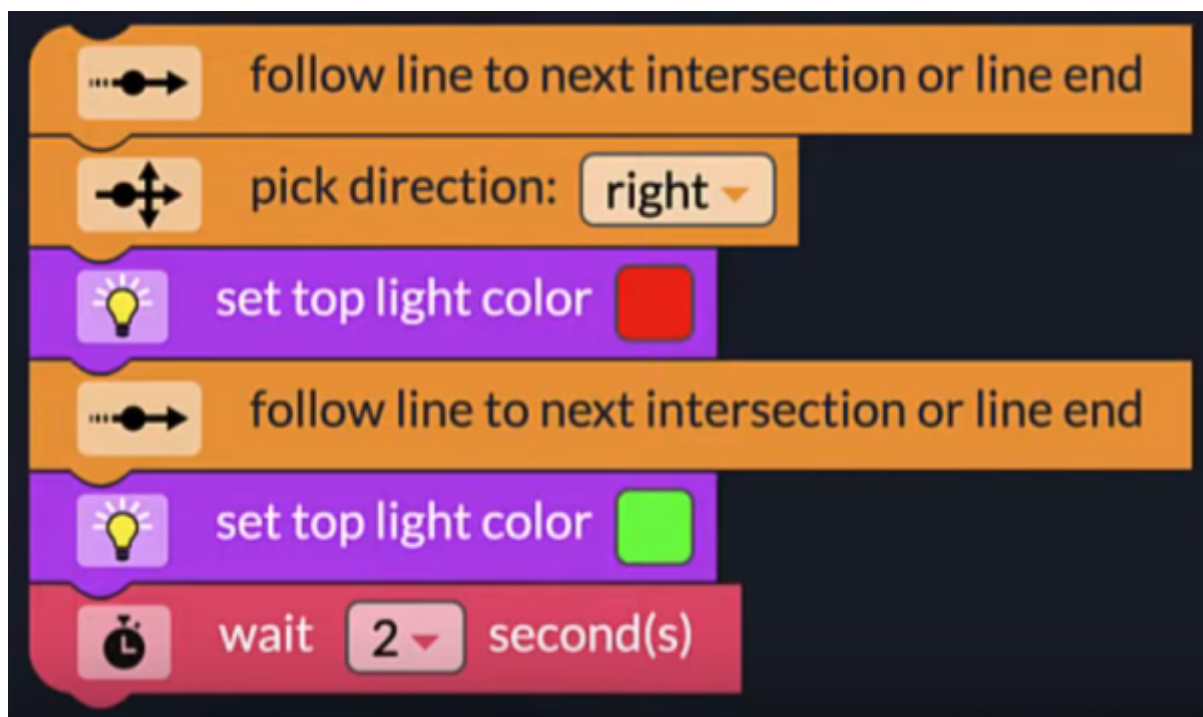 follow line to next intersection or line end
pick direction: right
set top light color
follow line to next intersection or line end
set top light color
wait 2 second(s)